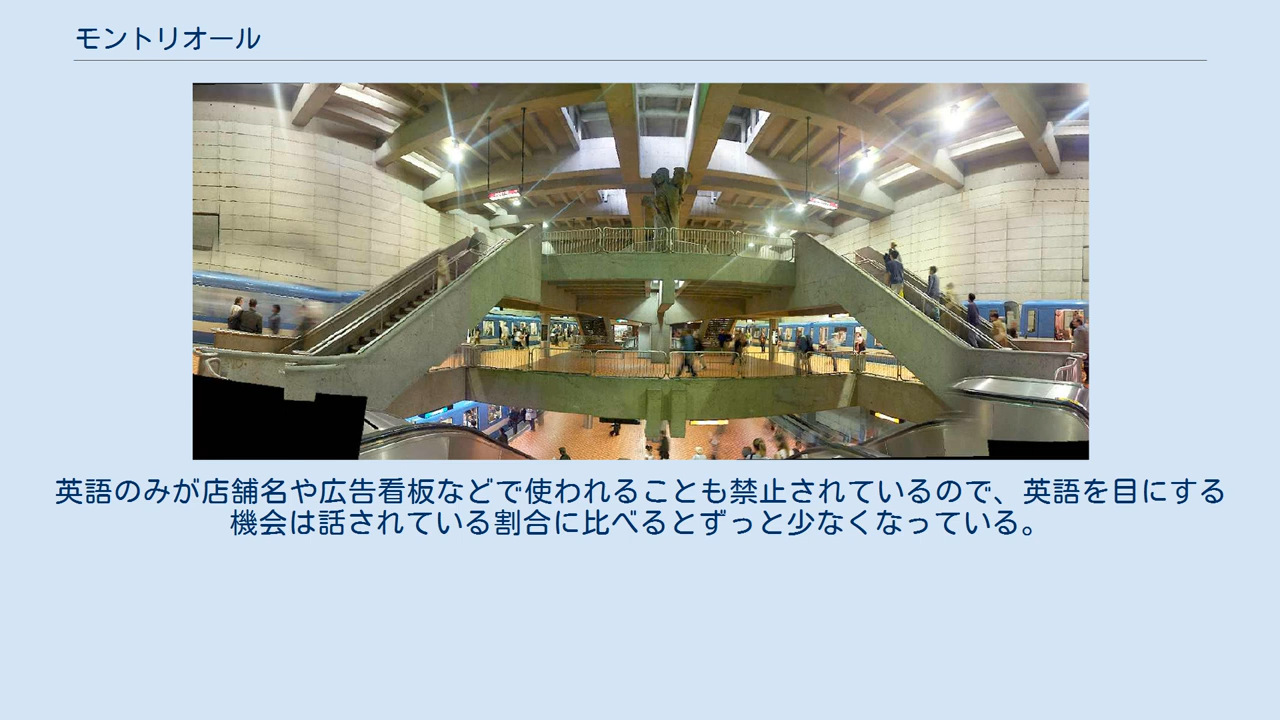 モントリオール
英語のみが店舗名や広告看板などで使われることも禁止されているので、英語を目にする
機会は話されている割合に比べるとずっと少なくなっている。